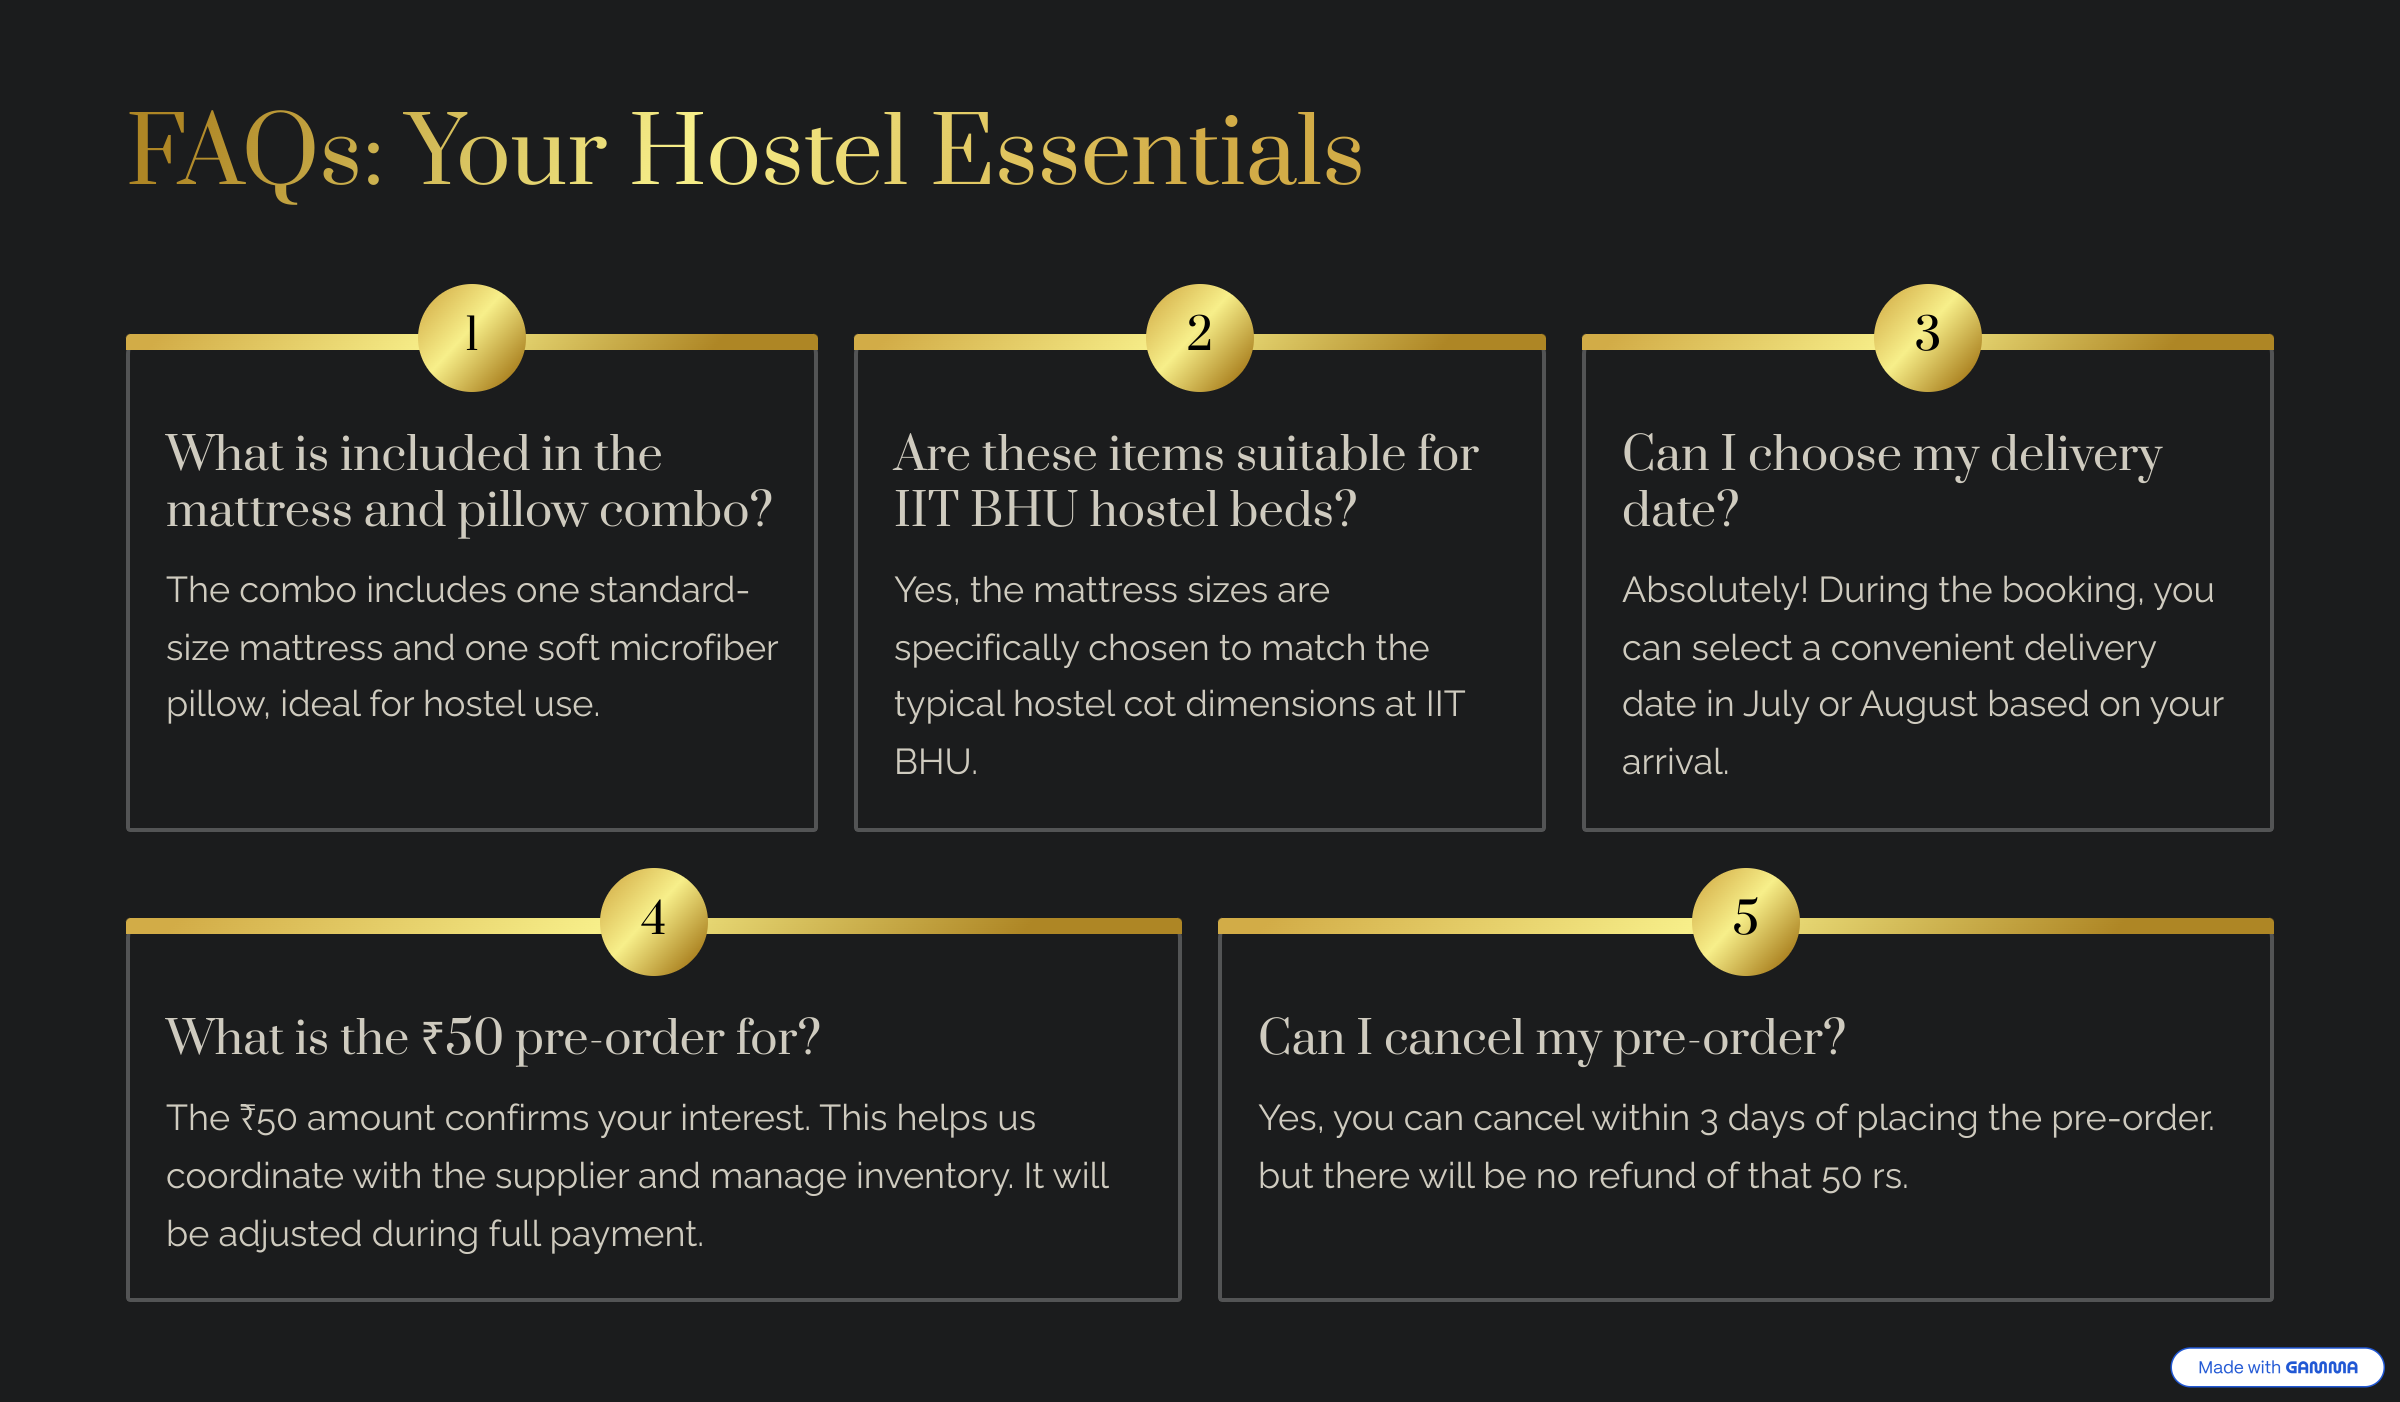 FAQs: Your Hostel Essentials
1
What is included in the
mattress and pillow combo?
The combo includes one standard-
size mattress and one soft microfiber
pillow, ideal for hostel use.
2
Are these items suitable for
IIT BHU hostel beds?
Yes, the mattress sizes are
specifically chosen to match the
typical hostel cot dimensions at IIT
BHU.
3
Can I choose my delivery
date?
Absolutely! During the booking, you
can select a convenient delivery
date in July or August based on your
arrival.
4
What is the ₹50 pre-order for?
The ₹50 amount confirms your interest. This helps us
coordinate with the supplier and manage inventory. It will
be adjusted during full payment.
5
Can I cancel my pre-order?
Yes, you can cancel within 3 days of placing the pre-order.
but there will be no refund of that 50 rs.
Made with GAMMA